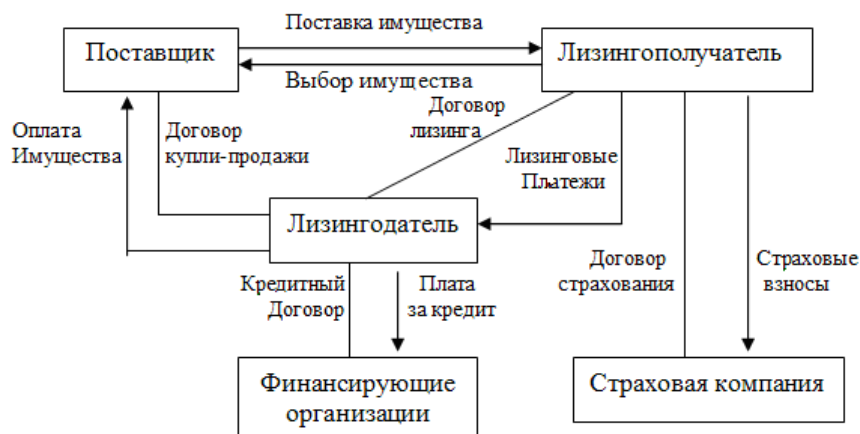 Поставка имущества
Поставщик
Лизингополучатель
Выбор имущества
Договор
лизинга
Оплата
Имущества
Договор
купли-продажи
Лизинговые
Платежи
Лизингодатель
Кредитный
Договор
Плата
за кредит
Договор
страхования
Страховые
взносы
Финансирующие
организации
Страховая компания